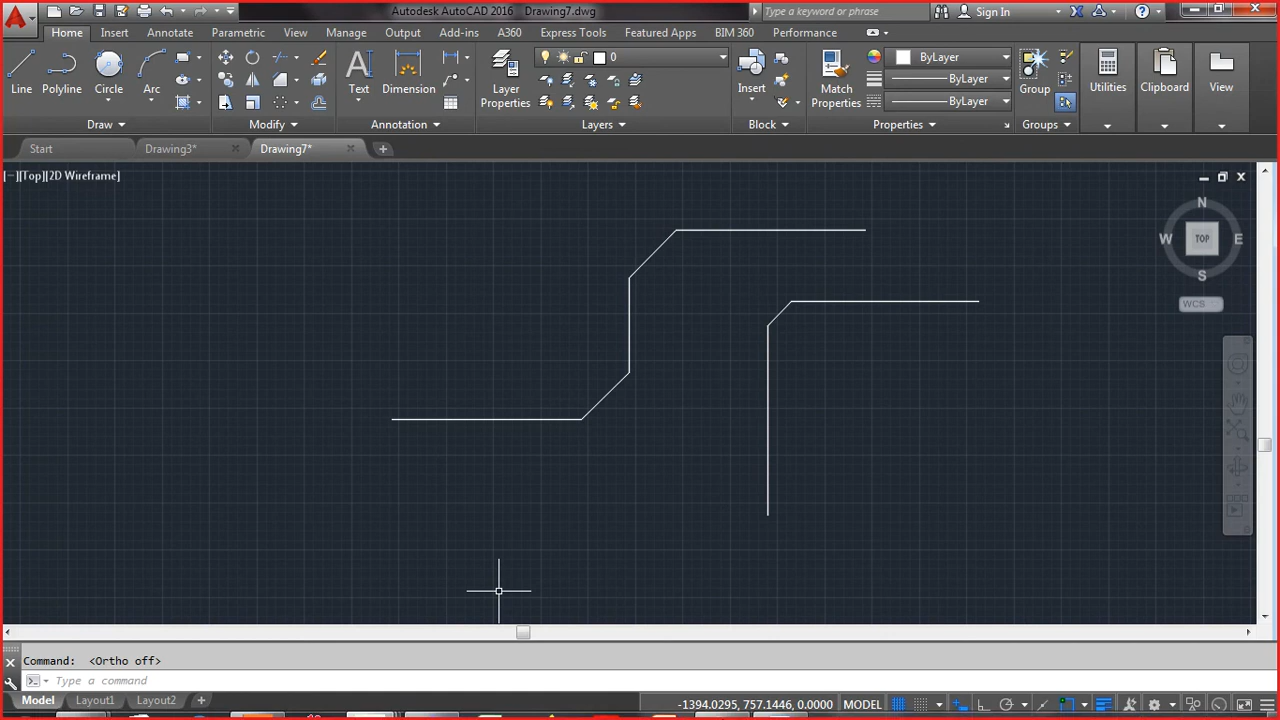 Autodesk AutoCAD 2016 Drawing7.dwg
Type a keyword or phrase
Sign In
Home Insert Annotate Parametric View Manage Output Add-ins A360 Express Tools Featured Apps BIM 360 Performance
Line Polyline Circle Arc
Text Dimension
Layer Properties
0
Insert
Match Properties
ByLayer
ByLayer
ByLayer
Group Utilities Clipboard View
Draw Modify Annotation Layers Block Properties Groups
Start Drawing3* Drawing7*
[−][Top][2D Wireframe]
N
W TOP E
S
WCS
Command: <Ortho off>
Type a command
Model Layout1 Layout2
-1394.0295, 757.1446, 0.0000 MODEL